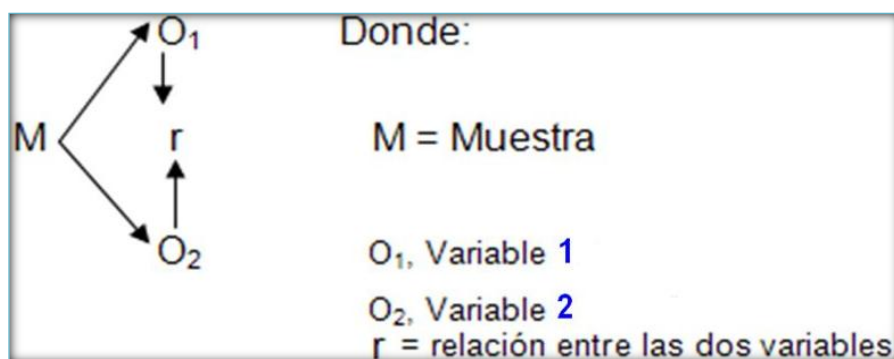 O₁ Donde:
M r M = Muestra
O₂ O₁, Variable 1
O₂, Variable 2
r = relación entre las dos variables